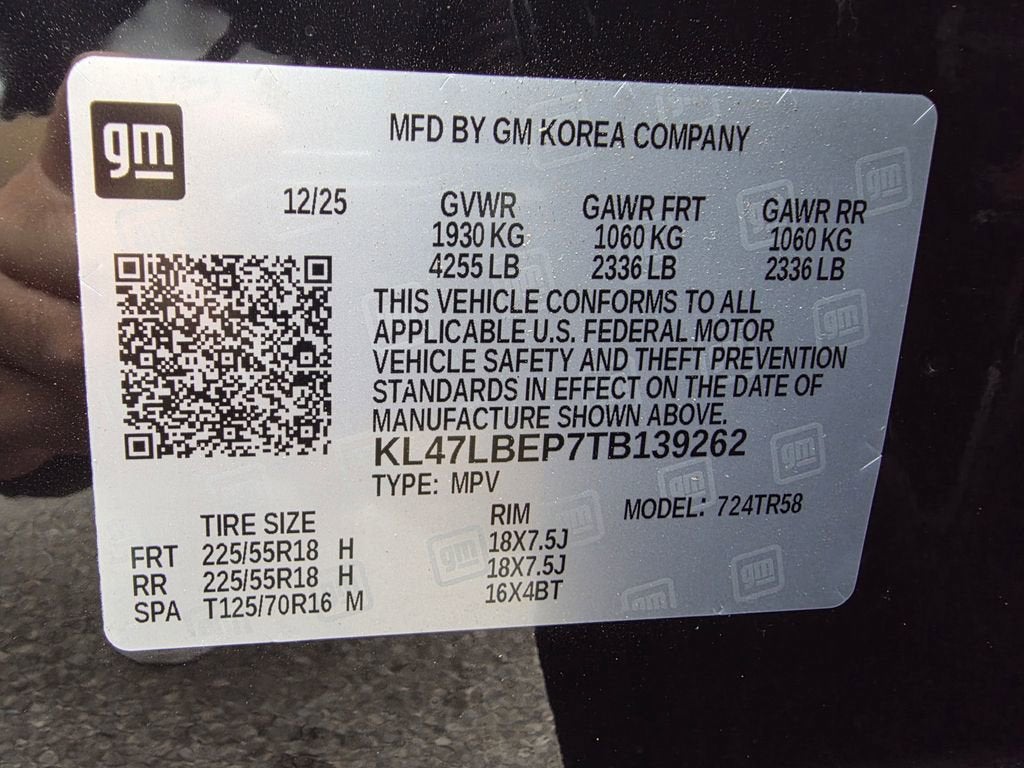 gm
MFD BY GM KOREA COMPANY
12/25 GVWR GAWR FRT GAWR RR
1930 KG 1060 KG 1060 KG
4255 LB 2336 LB 2336 LB
THIS VEHICLE CONFORMS TO ALL
APPLICABLE U.S. FEDERAL MOTOR
VEHICLE SAFETY AND THEFT PREVENTION
STANDARDS IN EFFECT ON THE DATE OF
MANUFACTURE SHOWN ABOVE.
KL47LBEP7TB139262
TYPE: MPV MODEL: 724TR58
TIRE SIZE RIM
FRT 225/55R18 H 18X7.5J
RR 225/55R18 H 18X7.5J
SPA T125/70R16 M 16X4BT